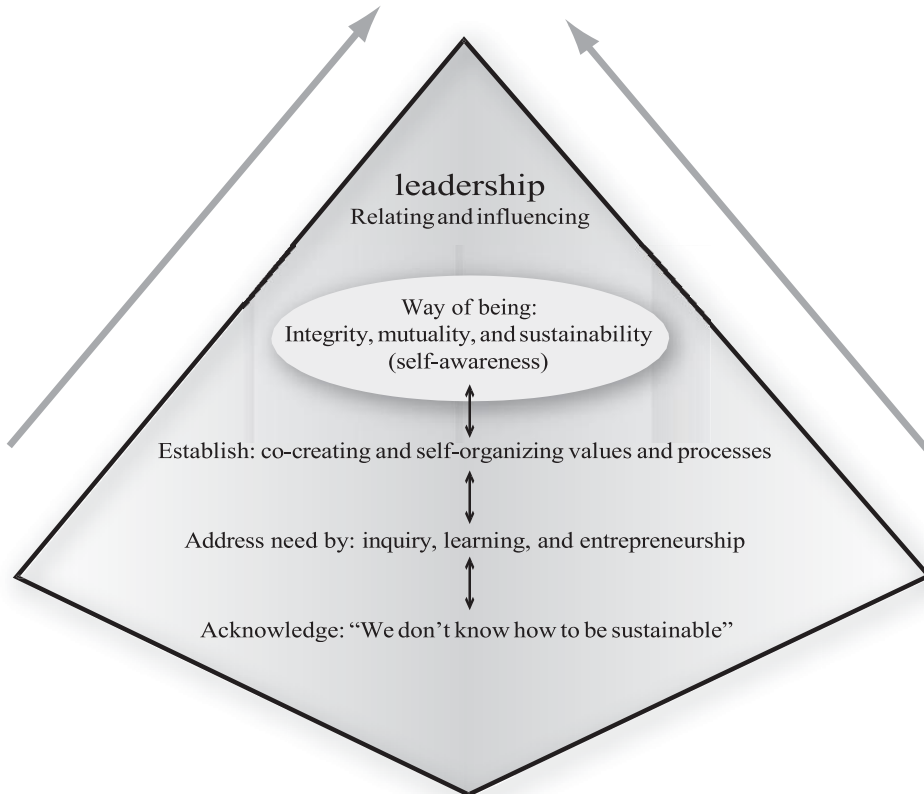 leadership
Relating and influencing
Way of being:
Integrity, mutuality, and sustainability
(self-awareness)
Establish: co-creating and self-organizing values and processes
Address need by: inquiry, learning, and entrepreneurship
Acknowledge: “We don’t know how to be sustainable”